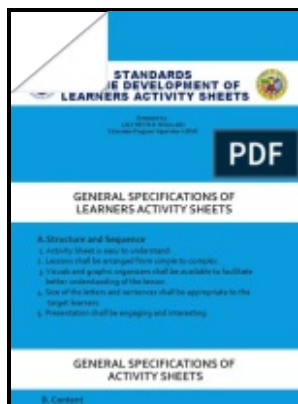 STANDARDS
DEVELOPMENT OF
LEARNERS ACTIVITY SHEETS
PDF
GENERAL SPECIFICATIONS OF
LEARNERS ACTIVITY SHEETS
A. Structure and Sequence
1. Activity Sheet is easy to understand
2. Lessons shall be arranged from simple to complex.
3. Visuals and graphic organizers shall be available to facilitate
better understanding of the lesson.
4. Size of the letters and sentences shall be appropriate to the
target learners.
5. Presentation shall be engaging and interesting
GENERAL SPECIFICATIONS OF
ACTIVITY SHEETS
B. Content